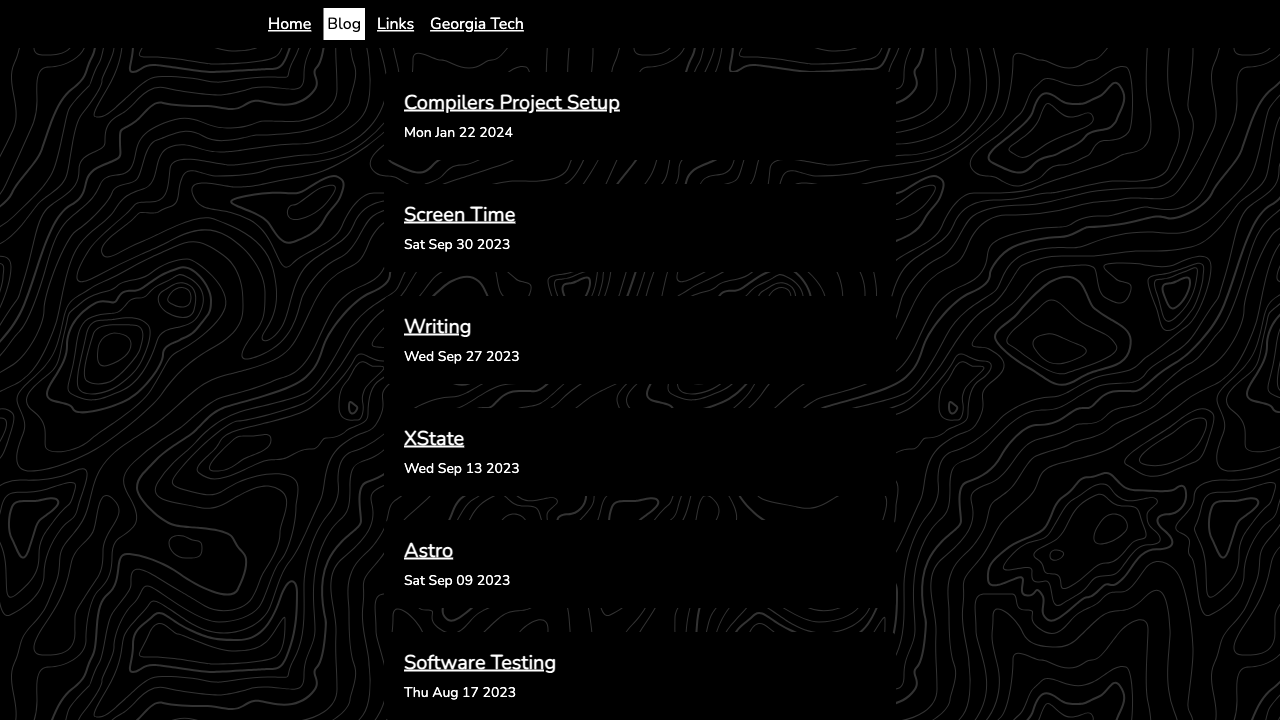 Home Blog Links Georgia Tech
Compilers Project Setup
Mon Jan 22 2024
Screen Time
Sat Sep 30 2023
Writing
Wed Sep 27 2023
XState
Wed Sep 13 2023
Astro
Sat Sep 09 2023
Software Testing
Thu Aug 17 2023